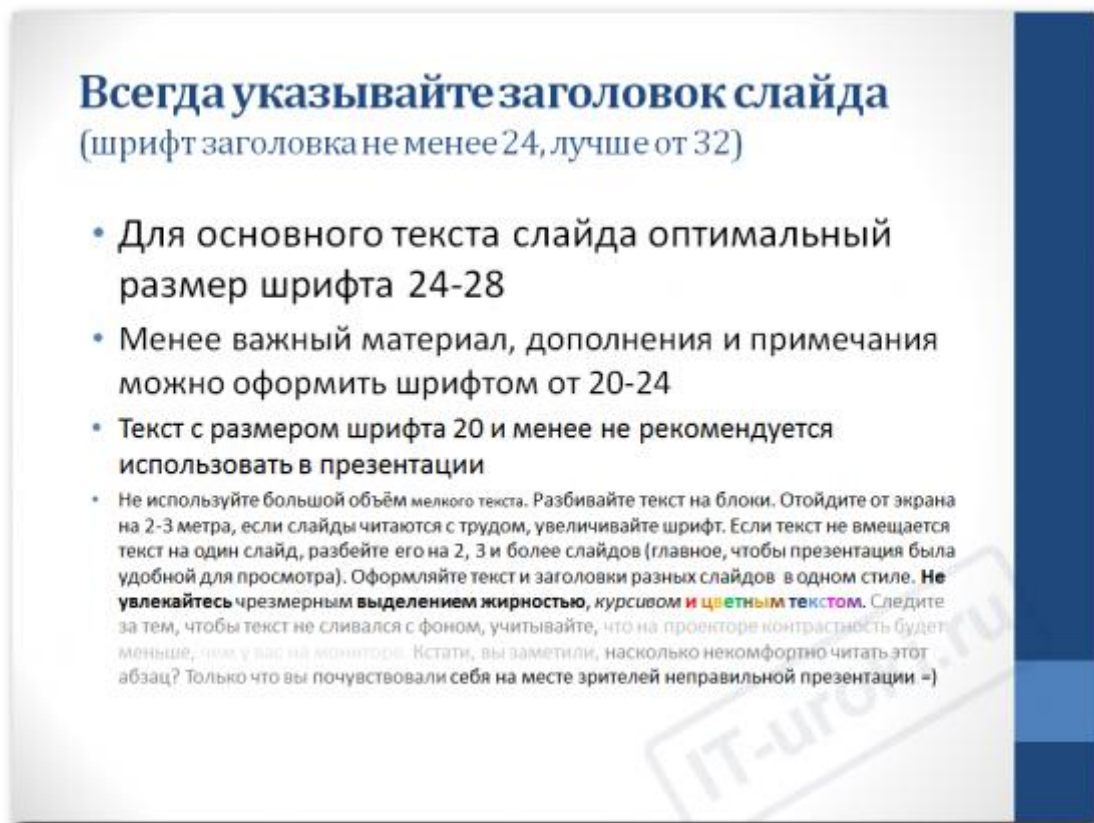 Всегда указывайте заголовок слайда
(шрифт заголовка не менее 24, лучше от 32)
• Для основного текста слайда оптимальный
размер шрифта 24-28
• Менее важный материал, дополнения и примечания
можно оформить шрифтом от 20-24
• Текст с размером шрифта 20 и менее не рекомендуется
использовать в презентации
• Не используйте большой объём мелкого текста. Разбивайте текст на блоки. Отойдите от экрана
на 2-3 метра, если слайды читаются с трудом, увеличивайте шрифт. Если текст не вмещается
текст на один слайд, разбейте его на 2, 3 и более слайдов (главное, чтобы презентация была
удобной для просмотра). Оформляйте текст и заголовки разных слайдов в одном стиле. Не
увлекайтесь чрезмерным выделением жирностью, курсивом и цветным текстом. Следите
за тем, чтобы текст не сливался с фоном, учитывайте, что на проекторе контрастность будет
меньше, чем у вас на мониторе. Кстати, вы заметили, насколько некомфортно читать этот
абзац? Только что вы почувствовали себя на месте зрителей неправильной презентации =)
IT-uroki.ru